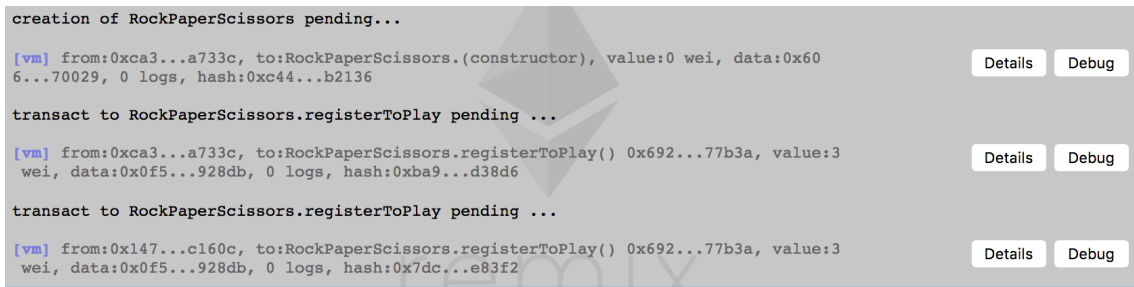 creation of RockPaperScissors pending...
[vm] from:0xca3...a733c, to:RockPaperScissors.(constructor), value:0 wei, data:0x60
6...70029, 0 logs, hash:0xc44...b2136
Details Debug
transact to RockPaperScissors.registerToPlay pending ...
[vm] from:0xca3...a733c, to:RockPaperScissors.registerToPlay() 0x692...77b3a, value:3
wei, data:0x0f5...928db, 0 logs, hash:0xba9...d38d6
Details Debug
transact to RockPaperScissors.registerToPlay pending ...
[vm] from:0x147...c160c, to:RockPaperScissors.registerToPlay() 0x692...77b3a, value:3
wei, data:0x0f5...928db, 0 logs, hash:0x7dc...e83f2
Details Debug
remix